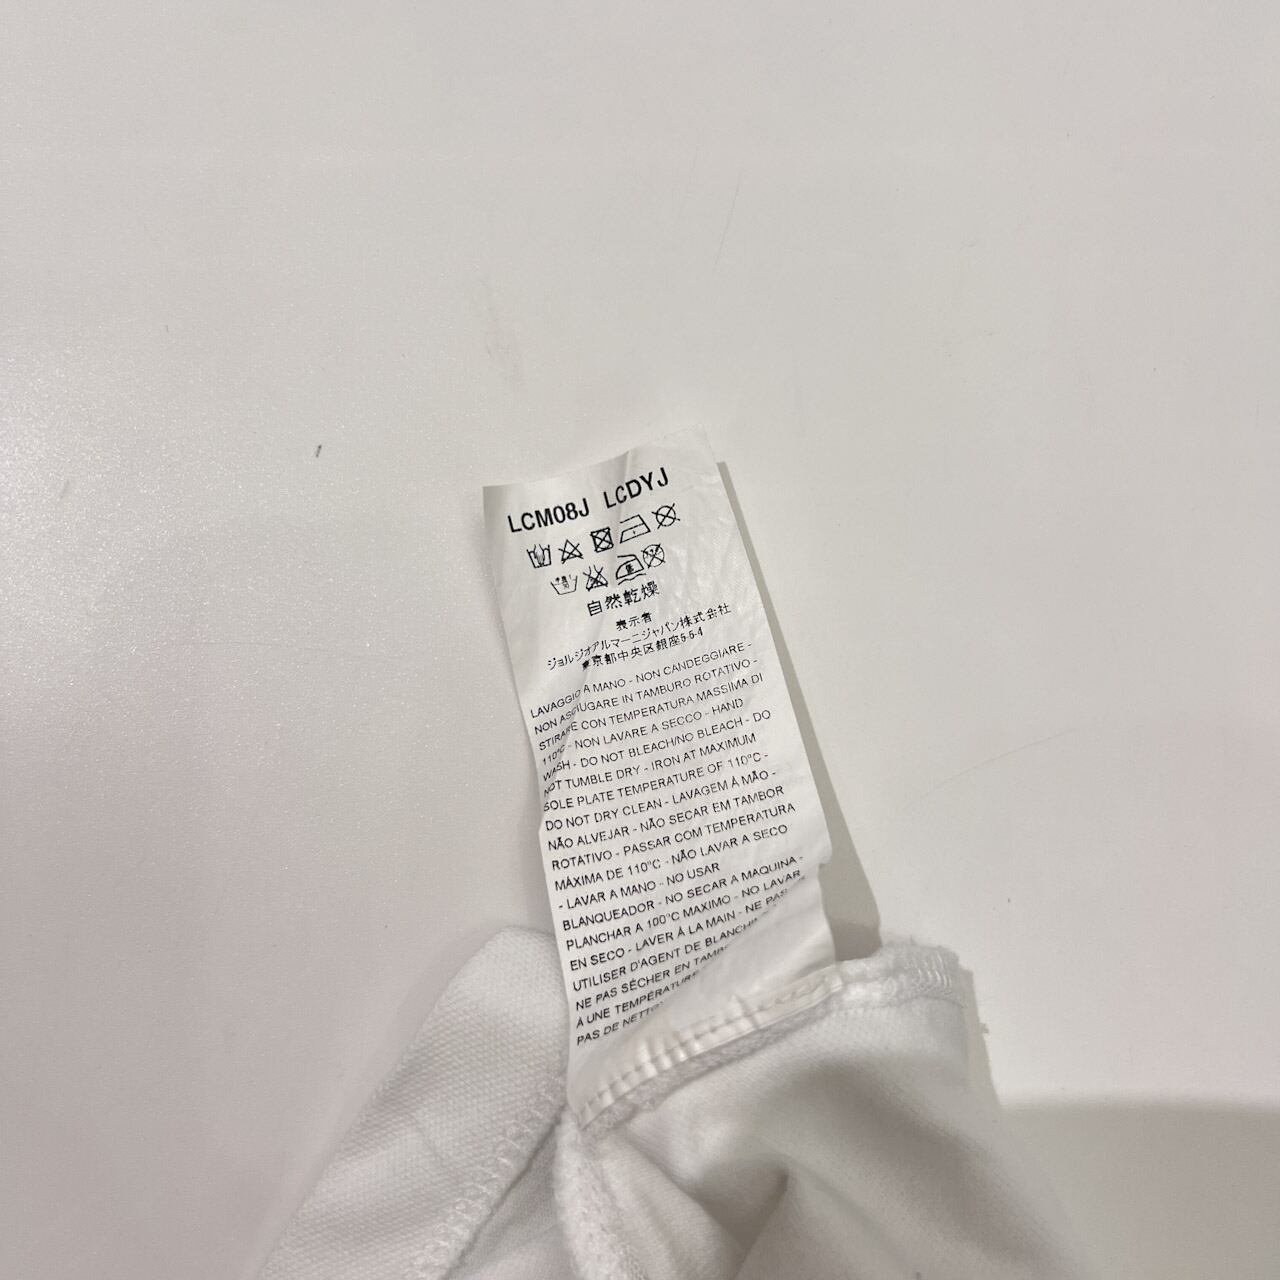 LCM08J LCDYJ
自然乾燥
表示者
ジョルジオアルマーニジャパン株式会社
東京都中央区銀座5-5-4
LAVAGGIO A MANO - NON CANDEGGIARE -
NON ASCIUGARE IN TAMBURO ROTATIVO -
STIRARE CON TEMPERATURA MASSIMA DI
110°C - NON LAVARE A SECCO - HAND
WASH - DO NOT BLEACH/NO BLEACH - DO
NOT TUMBLE DRY - IRON AT MAXIMUM
SOLE PLATE TEMPERATURE OF 110°C -
DO NOT DRY CLEAN - LAVAGEM À MÃO -
NÃO ALVEJAR - NÃO SECAR EM TAMBOR
ROTATIVO - PASSAR COM TEMPERATURA
MÁXIMA DE 110°C - NÃO LAVAR A SECO
- LAVAR A MANO - NO USAR
BLANQUEADOR - NO SECAR A MAQUINA -
PLANCHAR A 100°C MAXIMO - NO LAVAR
EN SECO - LAVER À LA MAIN - NE PAS
UTILISER D'AGENT DE
NE PAS SÉCHER EN
À UNE TEMPÉRATURE
PAS DE